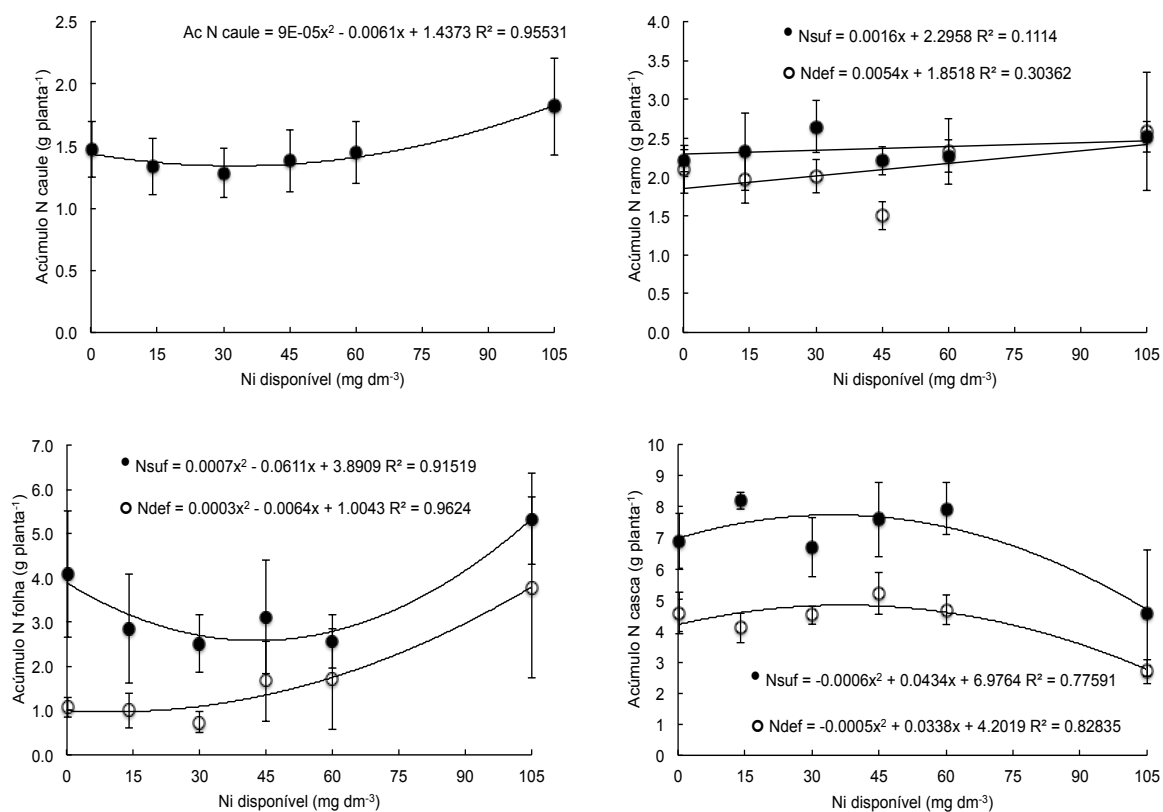 Ac N caule = 9E-05x² - 0.0061x + 1.4373 R² = 0.95531
2.5
2.0
1.5
1.0
0.5
0.0
Acúmulo N caule (g planta⁻¹)
0 15 30 45 60 75 90 105
Ni disponível (mg dm⁻³)
Nsuf = 0.0016x + 2.2958 R² = 0.1114
Ndef = 0.0054x + 1.8518 R² = 0.30362
4.0
3.5
3.0
2.5
2.0
1.5
1.0
0.5
0.0
Acúmulo N ramo (g planta⁻¹)
0 15 30 45 60 75 90 105
Ni disponível (mg dm⁻³)
Nsuf = 0.0007x² - 0.0611x + 3.8909 R² = 0.91519
Ndef = 0.0003x² - 0.0064x + 1.0043 R² = 0.9624
7.0
6.0
5.0
4.0
3.0
2.0
1.0
0.0
Acúmulo N folha (g planta⁻¹)
0 15 30 45 60 75 90 105
Ni disponível (mg dm⁻³)
10
9
8
7
6
5
4
3
2
1
0
Acúmulo N casca (g planta⁻¹)
Nsuf = -0.0006x² + 0.0434x + 6.9764 R² = 0.77591
Ndef = -0.0005x² + 0.0338x + 4.2019 R² = 0.82835
0 15 30 45 60 75 90 105
Ni disponível (mg dm⁻³)